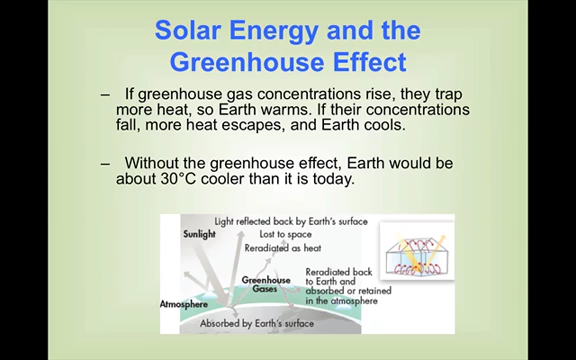 Solar Energy and the
Greenhouse Effect
– If greenhouse gas concentrations rise, they trap
more heat, so Earth warms. If their concentrations
fall, more heat escapes, and Earth cools.
– Without the greenhouse effect, Earth would be
about 30°C cooler than it is today.
Light reflected back by Earth's surface
Sunlight
Lost to space
Reradiated as heat
Greenhouse
Gases
Reradiated back
to Earth and
absorbed or retained
in the atmosphere
Atmosphere
Absorbed by Earth's surface